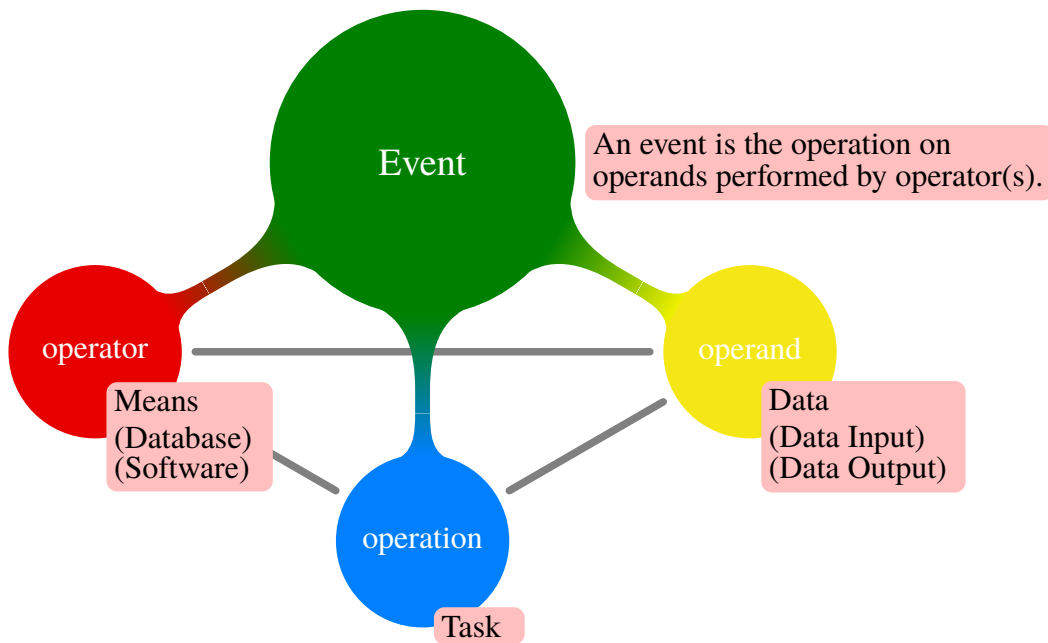 Event
An event is the operation on
operands performed by operator(s).
operator
operand
Means
(Database)
(Software)
Data
(Data Input)
(Data Output)
operation
Task